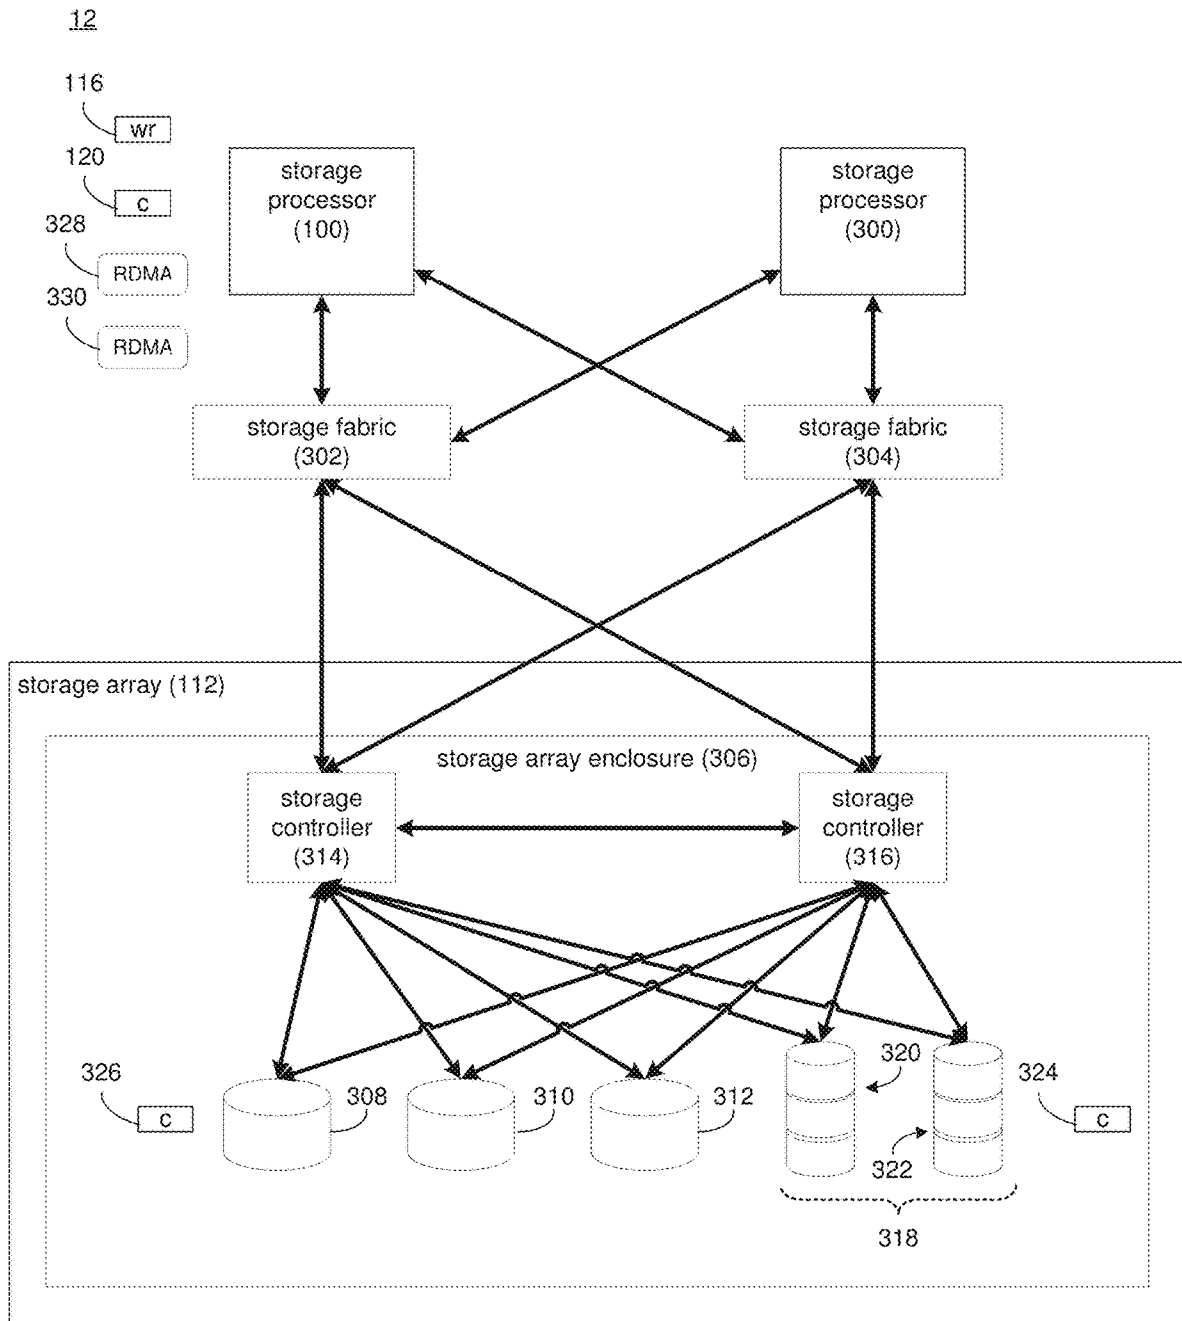 12
116
wr
120
c
328
RDMA
330
RDMA
storage
processor
(100)
storage
processor
(300)
storage fabric
(302)
storage fabric
(304)
storage array (112)
storage array enclosure (306)
storage
controller
(314)
storage
controller
(316)
326
c
308
310
312
320
322
324
c
318